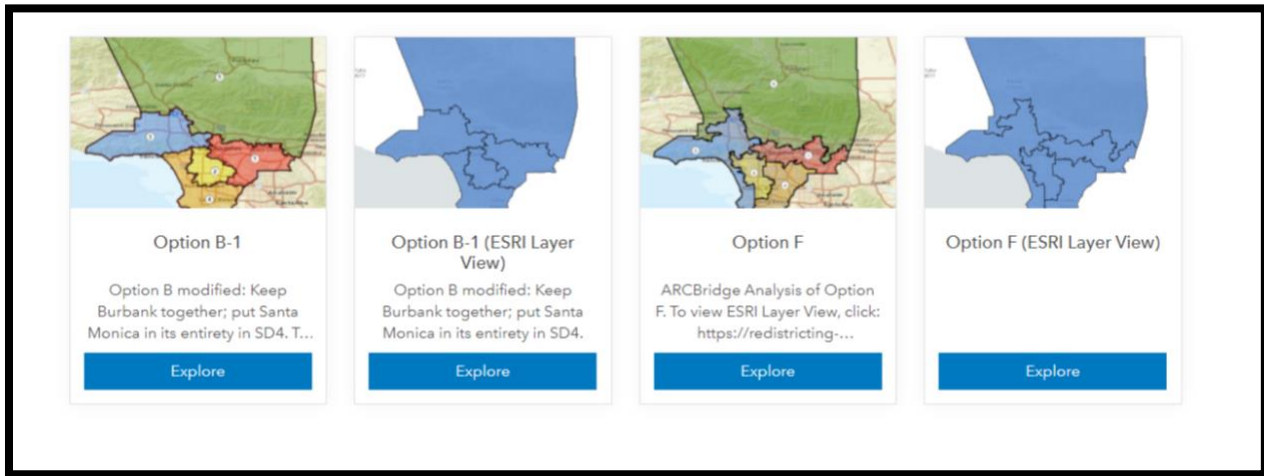 Option B-1
Option B modified: Keep
Burbank together; put Santa
Monica in its entirety in SD4. T...
Explore
Option B-1 (ESRI Layer
View)
Option B modified: Keep
Burbank together; put Santa
Monica in its entirety in SD4.
Explore
Option F
ARCBridge Analysis of Option
F. To view ESRI Layer View, click:
https://redistricting-...
Explore
Option F (ESRI Layer View)
Explore